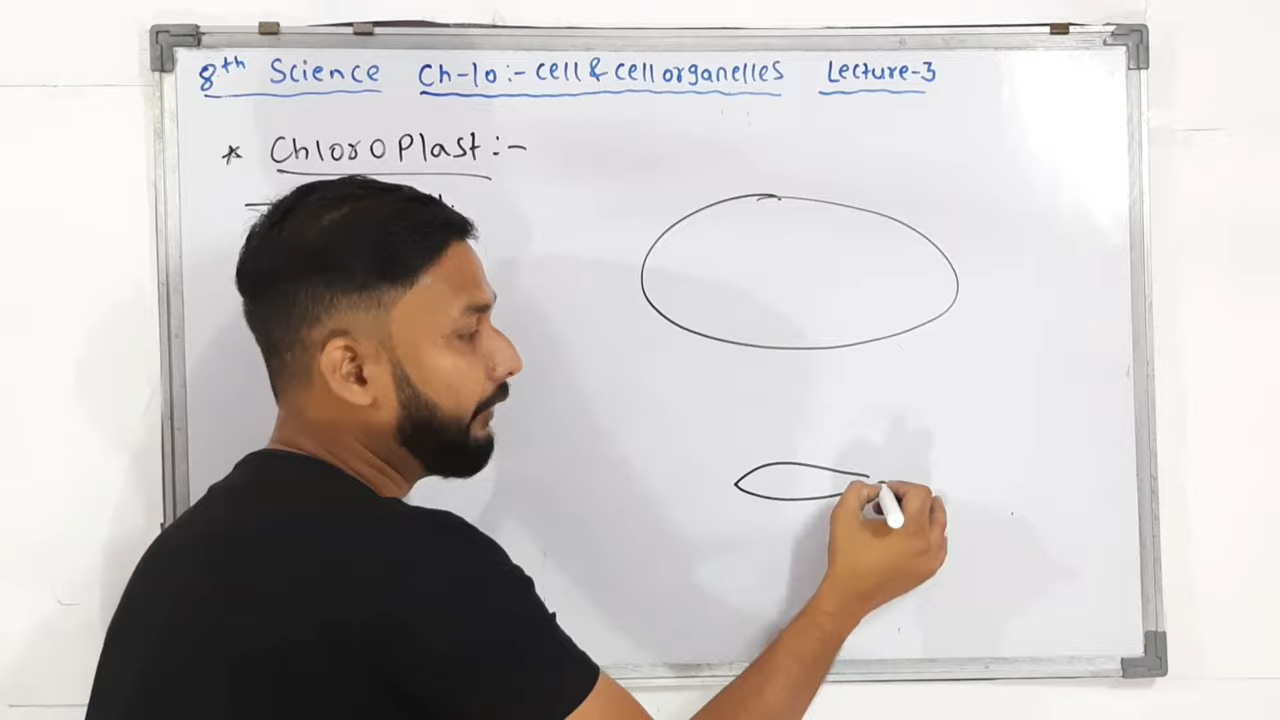 8th Science Ch-10:- cell & cell organelles Lecture-3
* Chloroplast:-